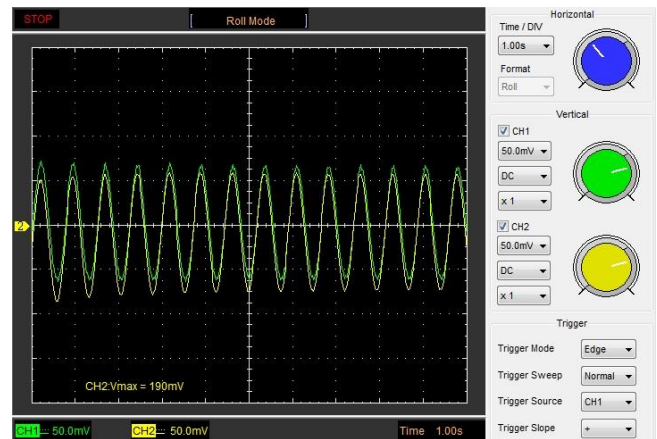 STOP
[ Roll Mode ]
2
CH2:Vmax = 190mV
CH1 50.0mV CH2 50.0mV Time 1.00s
Horizontal
Time / DIV
1.00s
Format
Roll
Vertical
CH1
50.0mV
DC
x 1
CH2
50.0mV
DC
x 1
Trigger
Trigger Mode Edge
Trigger Sweep Normal
Trigger Source CH1
Trigger Slope +